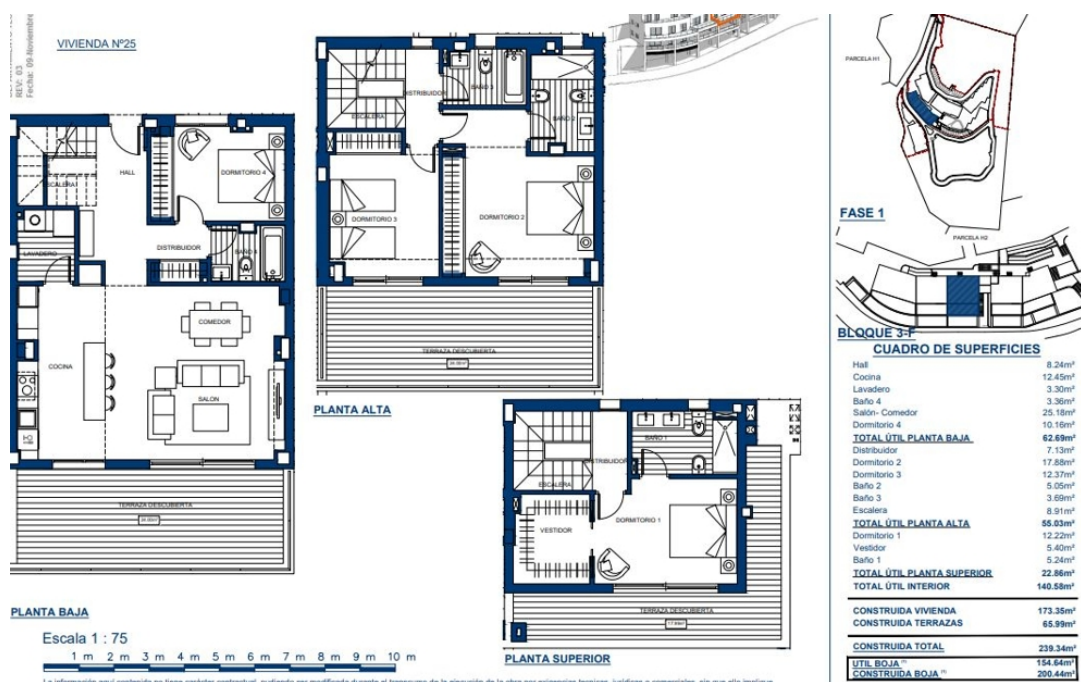 REV: 03
Fecha: 09-Noviembre
VIVIENDA Nº25
ESCALERA
HALL
DORMITORIO 4
DISTRIBUIDOR
BAÑO 4
LAVADERO
COMEDOR
COCINA
SALON
TERRAZA DESCUBIERTA
PLANTA BAJA
DISTRIBUIDOR
BAÑO 3
ESCALERA
BAÑO 2
DORMITORIO 3
DORMITORIO 2
TERRAZA DESCUBIERTA
PLANTA ALTA
BAÑO 1
DISTRIBUIDOR
ESCALERA
VESTIDOR
DORMITORIO 1
TERRAZA DESCUBIERTA
PLANTA SUPERIOR
Escala 1 : 75
1 m 2 m 3 m 4 m 5 m 6 m 7 m 8 m 9 m 10 m
PARCELA H1
FASE 1
PARCELA H2
BLOQUE 3-F
CUADRO DE SUPERFICIES
Hall 8.24m²
Cocina 12.45m²
Lavadero 3.30m²
Baño 4 3.36m²
Salón- Comedor 25.18m²
Dormitorio 4 10.16m²
TOTAL ÚTIL PLANTA BAJA 62.69m²
Distribuidor 7.13m²
Dormitorio 2 17.88m²
Dormitorio 3 12.37m²
Baño 2 5.05m²
Baño 3 3.69m²
Escalera 8.91m²
TOTAL ÚTIL PLANTA ALTA 55.03m²
Dormitorio 1 12.22m²
Vestidor 5.40m²
Baño 1 5.24m²
TOTAL ÚTIL PLANTA SUPERIOR 22.86m²
TOTAL ÚTIL INTERIOR 140.58m²
CONSTRUIDA VIVIENDA 173.35m²
CONSTRUIDA TERRAZAS 65.99m²
CONSTRUIDA TOTAL 239.34m²
UTIL BOJA 154.64m²
CONSTRUIDA BOJA 200.44m²